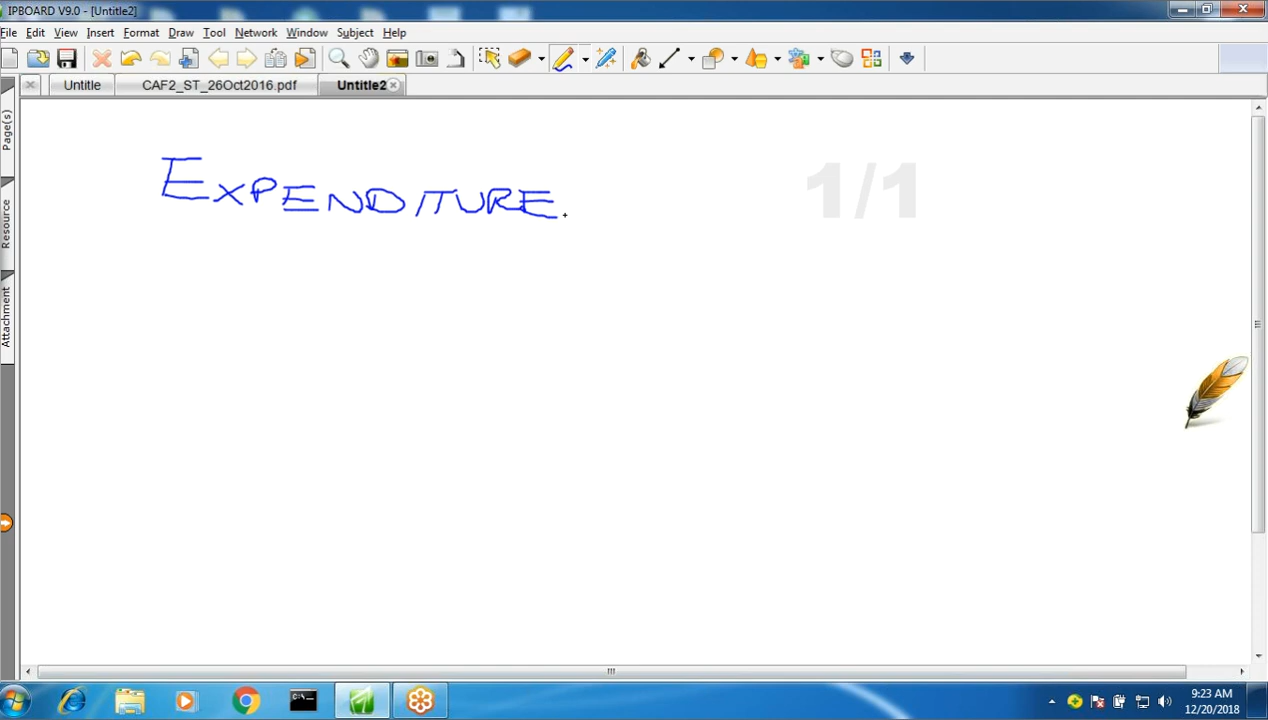 IPBOARD V9.0 - [Untitle2]
File Edit View Insert Format Draw Tool Network Window Subject Help
Untitle CAF2_ST_26Oct2016.pdf Untitle2
Page(s)
Resource
Attachment
EXPENDITURE.
1/1
9:23 AM
12/20/2018